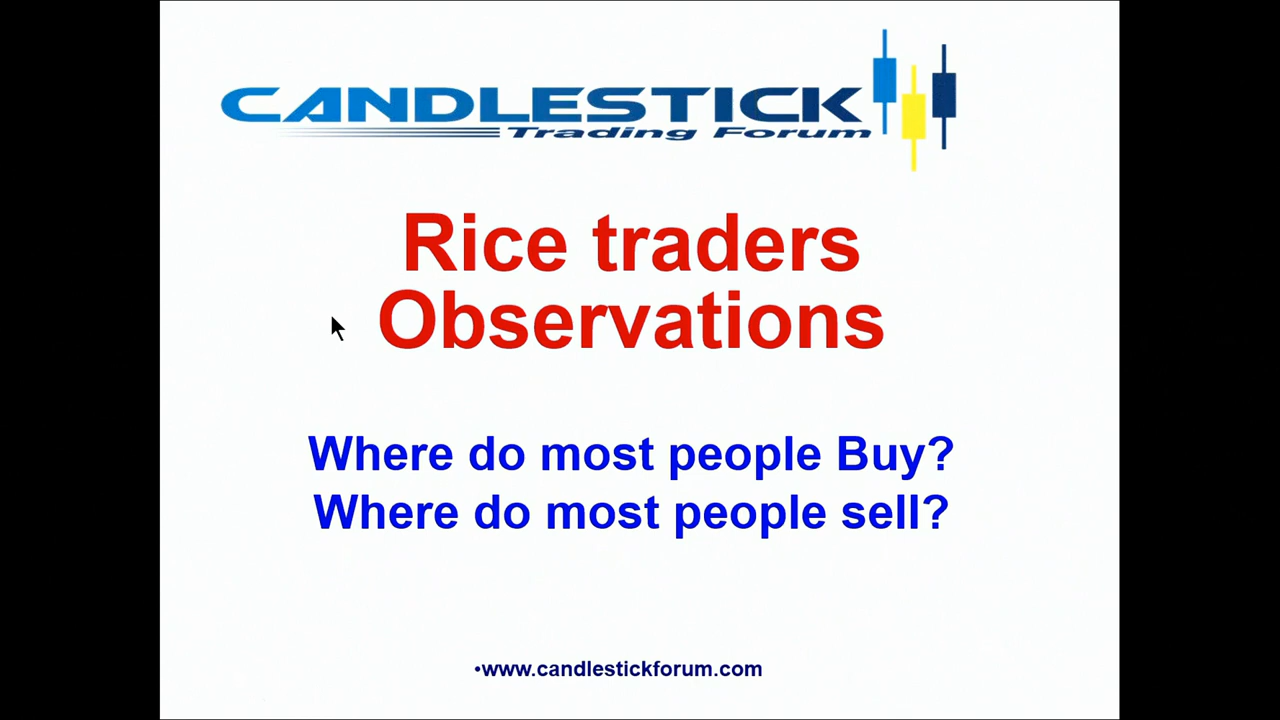 CANDLESTICK
Trading Forum
Rice traders
Observations
Where do most people Buy?
Where do most people sell?
•www.candlestickforum.com